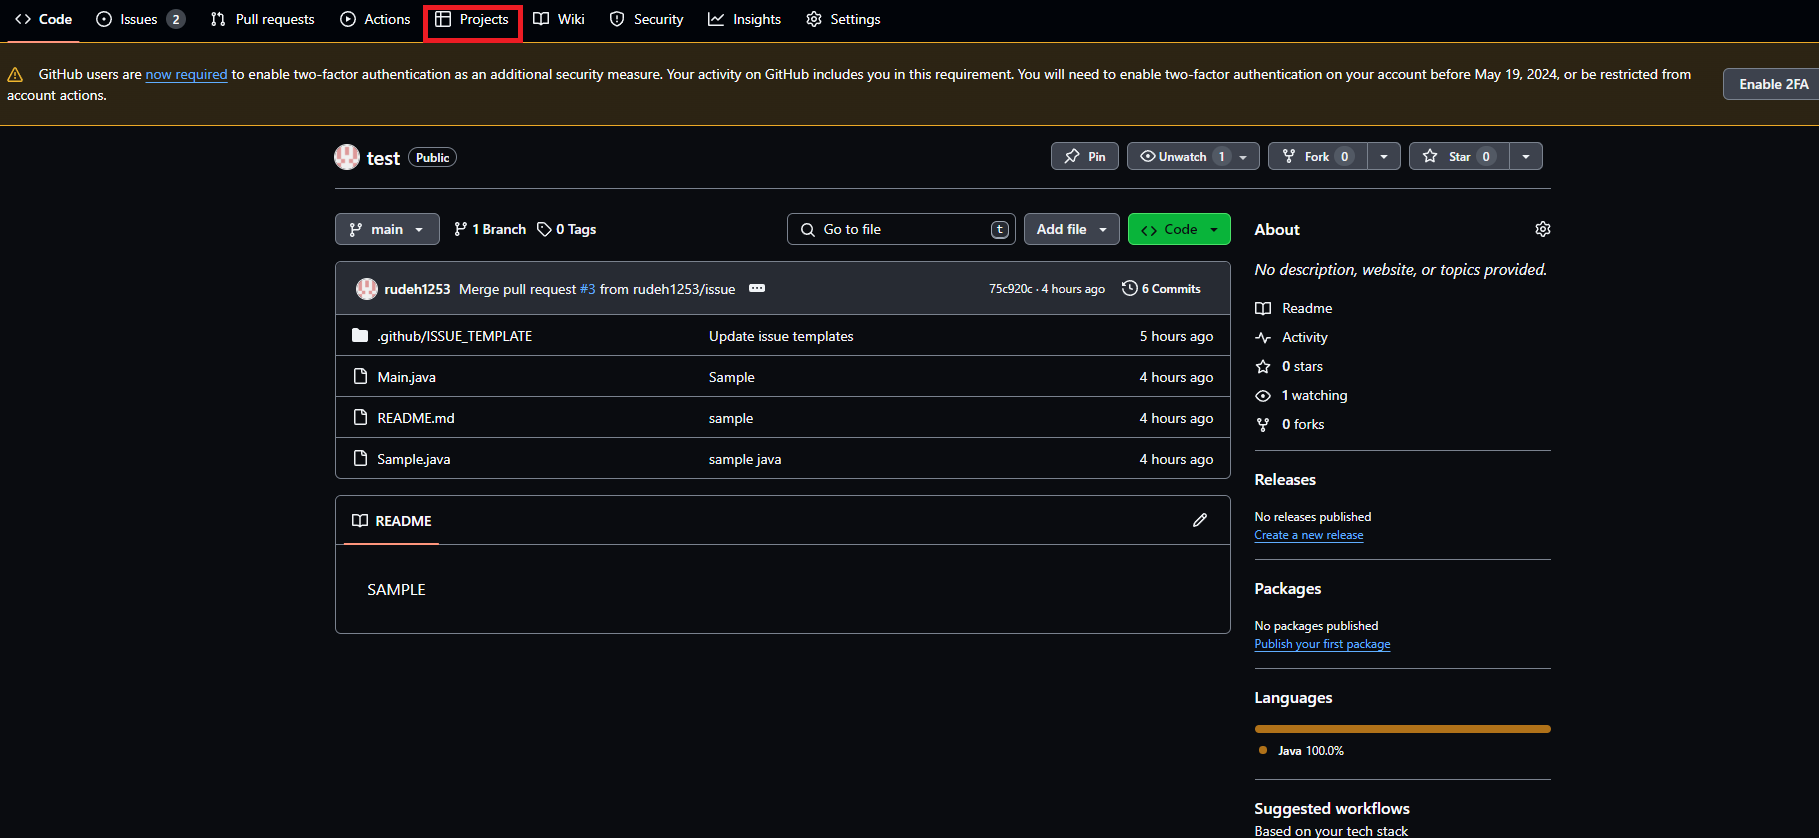 Code Issues 2 Pull requests Actions Projects Wiki Security Insights Settings
GitHub users are now required to enable two-factor authentication as an additional security measure. Your activity on GitHub includes you in this requirement. You will need to enable two-factor authentication on your account before May 19, 2024, or be restricted from
account actions.
Enable 2FA
test Public
Pin Unwatch 1 Fork 0 Star 0
main 1 Branch 0 Tags Go to file t Add file <> Code
rudeh1253 Merge pull request #3 from rudeh1253/issue 75c920c · 4 hours ago 6 Commits
.github/ISSUE_TEMPLATE Update issue templates 5 hours ago
Main.java Sample 4 hours ago
README.md sample 4 hours ago
Sample.java sample java 4 hours ago
README
SAMPLE
About
No description, website, or topics provided.
Readme
Activity
0 stars
1 watching
0 forks
Releases
No releases published
Create a new release
Packages
No packages published
Publish your first package
Languages
Java 100.0%
Suggested workflows
Based on your tech stack